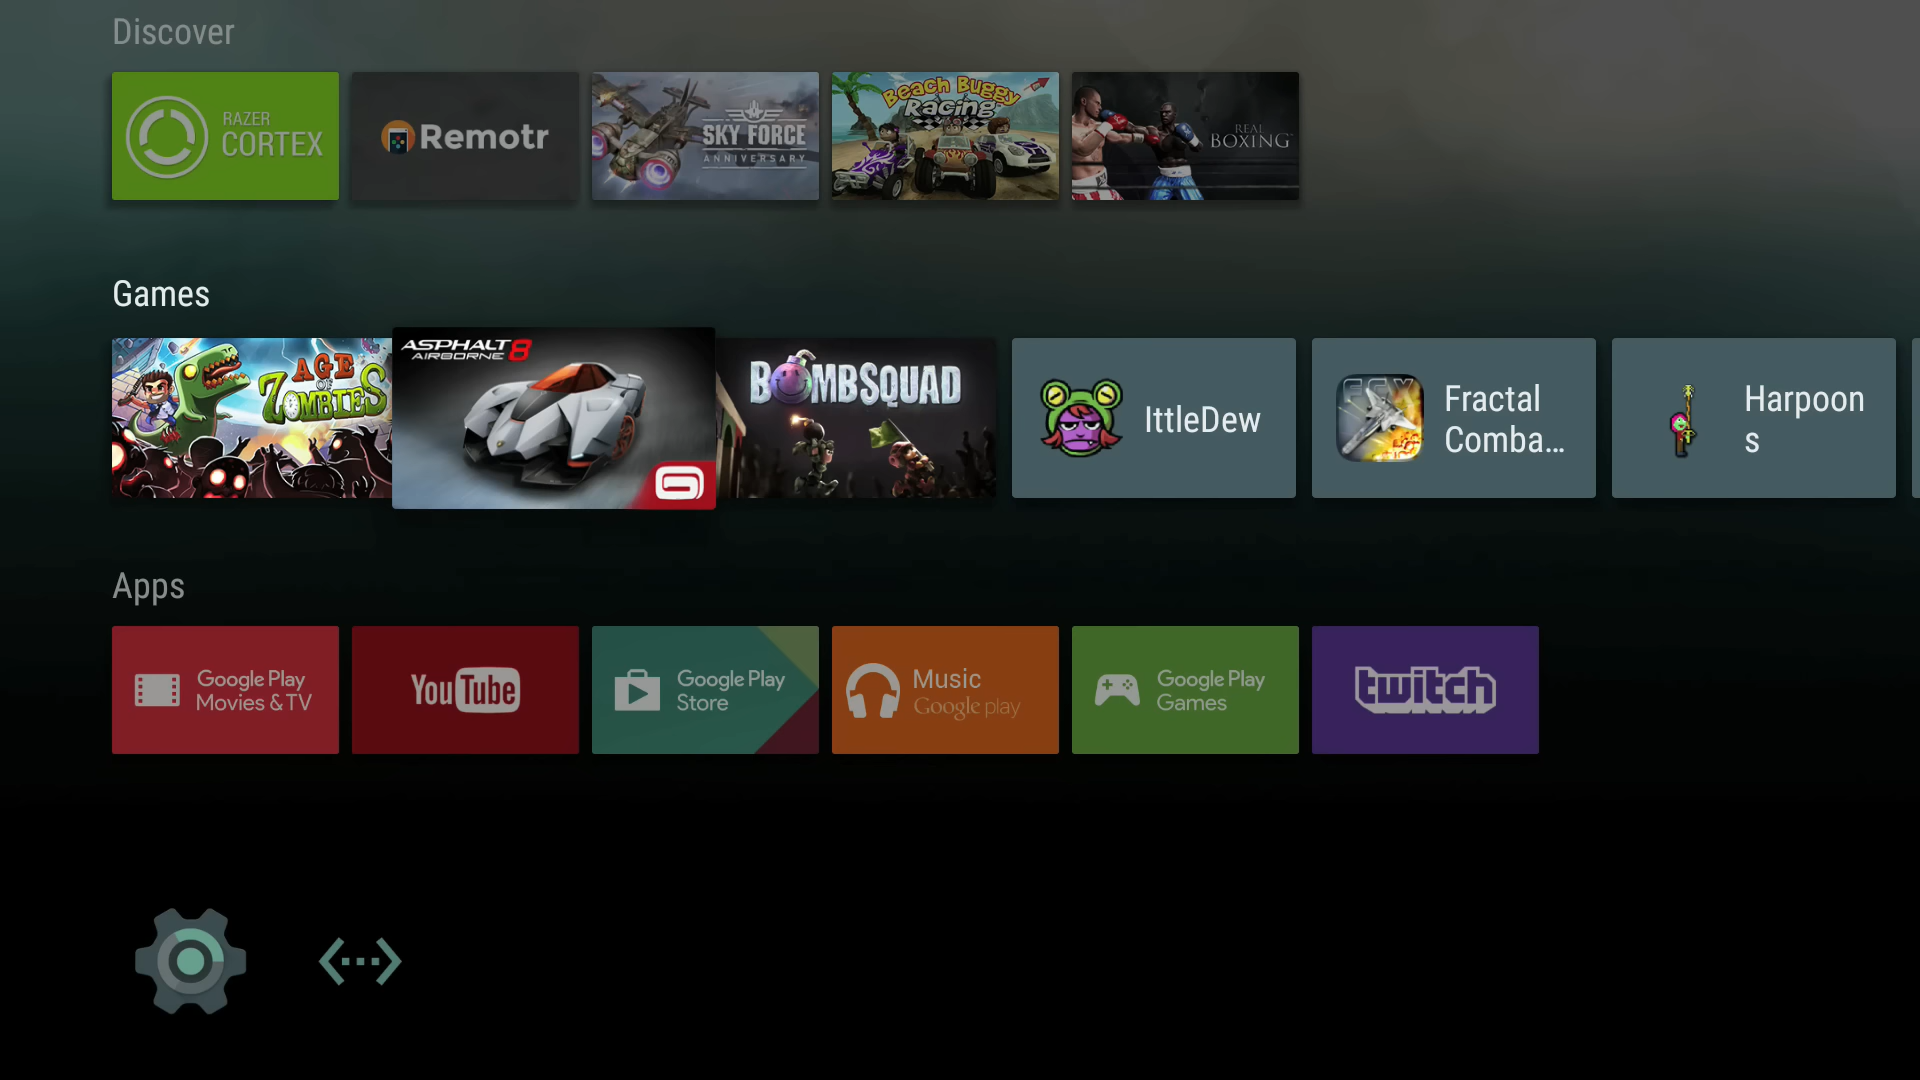 Discover
RAZER
CORTEX
Remotr
SKY FORCE
ANNIVERSARY
Beach Buggy
Racing
REAL
BOXING™
Games
AGE
OF
ZOMBIES
ASPHALT 8
AIRBORNE
BOMBSQUAD
IttleDew
Fractal
Comba...
Harpoon
s
Apps
Google Play
Movies & TV
YouTube
Google Play
Store
Music
Google play
Google Play
Games
twitch